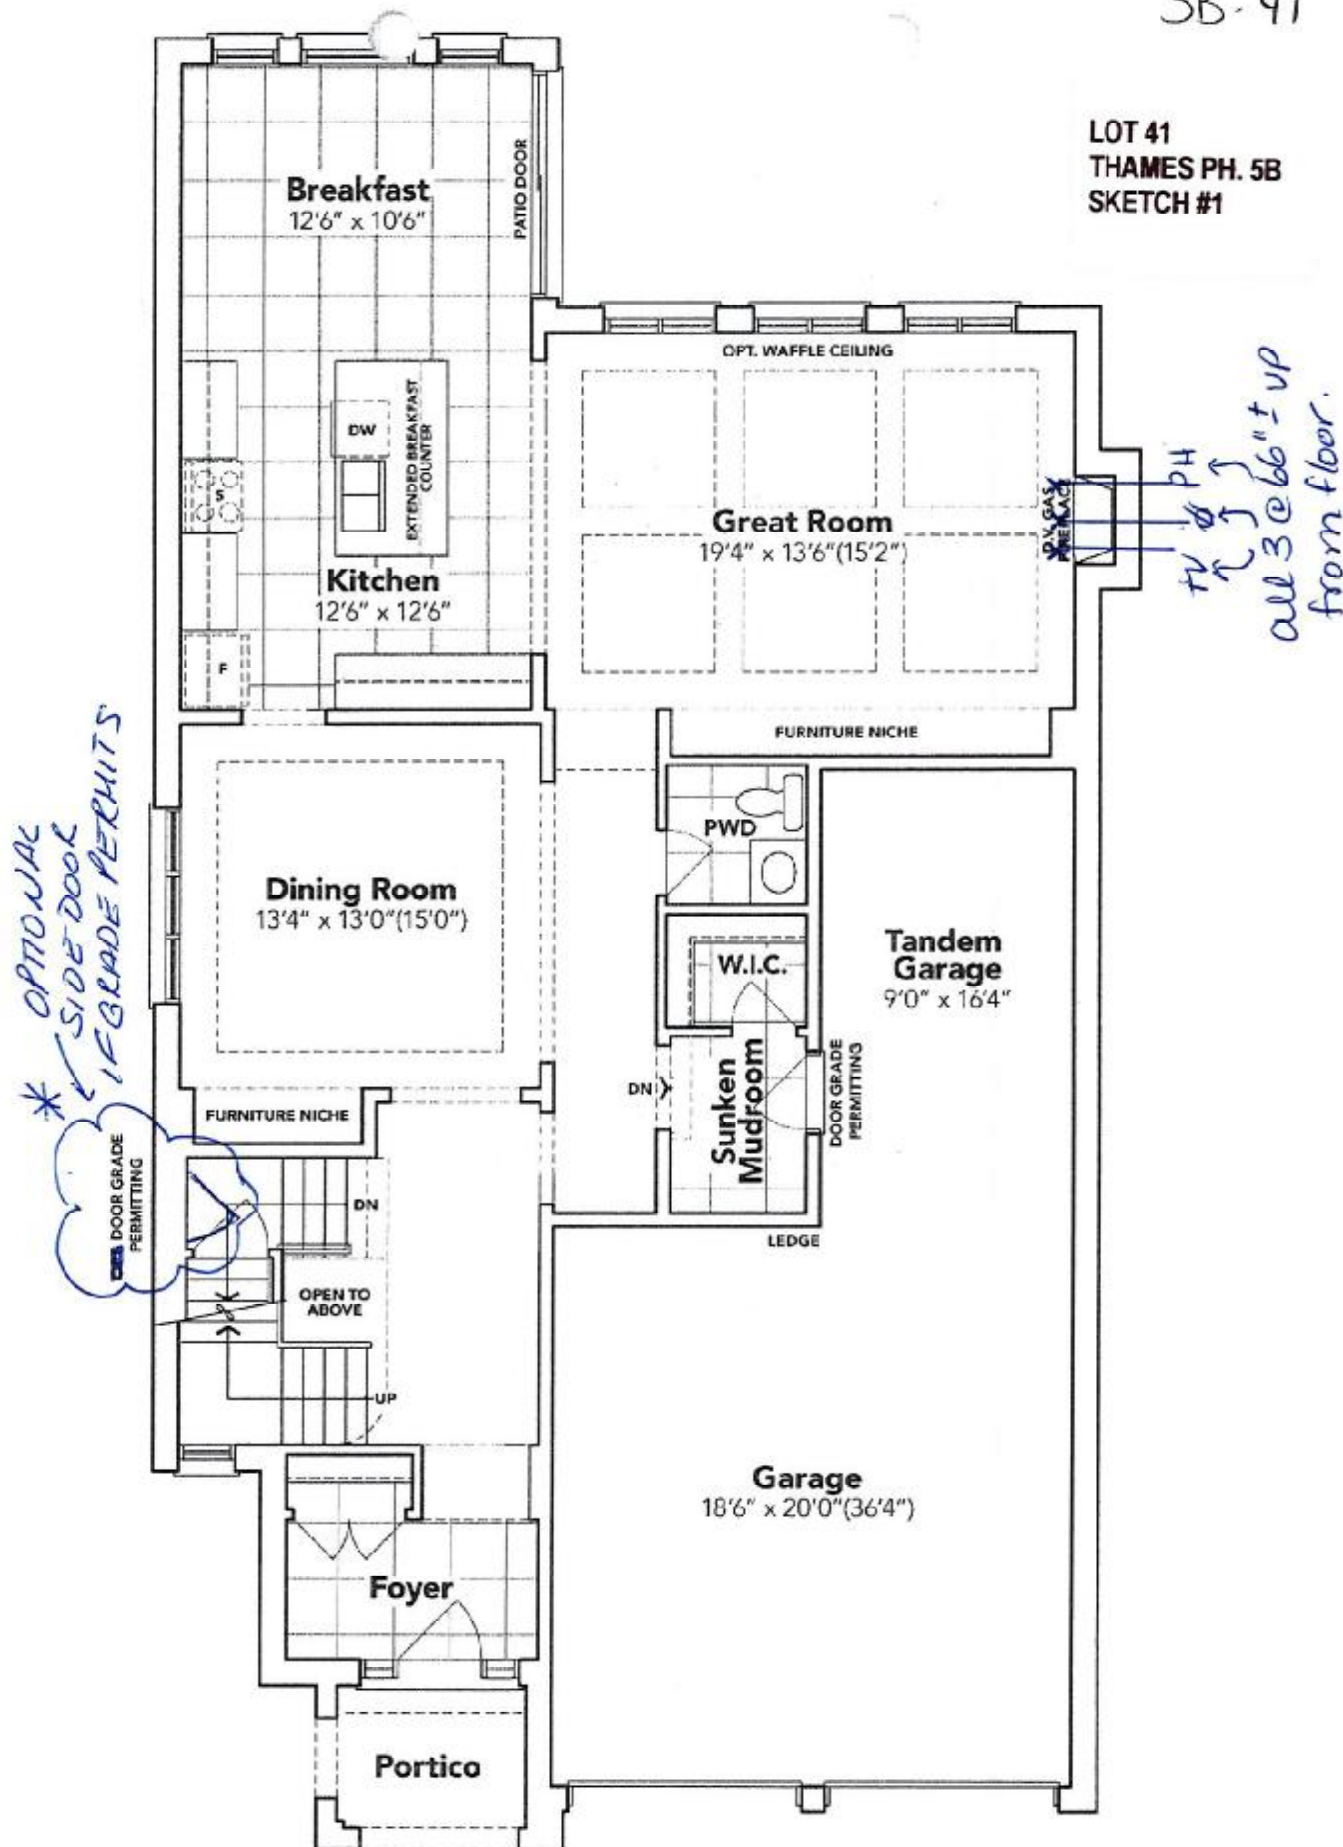 5B-41
LOT 41
THAMES PH. 5B
SKETCH #1
Breakfast
12'6" x 10'6"
PATIO DOOR
OPT. WAFFLE CEILING
DW
EXTENDED BREAKFAST
COUNTER
S
Great Room
19'4" x 13'6"(15'2")
D.V. GAS
FIREPLACE
TV
PH
all 3 @ 66"± up
from floor.
Kitchen
12'6" x 12'6"
F
FURNITURE NICHE
PWD
Dining Room
13'4" x 13'0"(15'0")
* OPTIONAL
SIDE DOOR
IF GRADE PERMITS
W.I.C.
Tandem
Garage
9'0" x 16'4"
DN
Sunken
Mudroom
DOOR GRADE
PERMITTING
FURNITURE NICHE
DOOR GRADE
PERMITTING
DN
LEDGE
OPEN TO
ABOVE
UP
Garage
18'6" x 20'0"(36'4")
Foyer
Portico